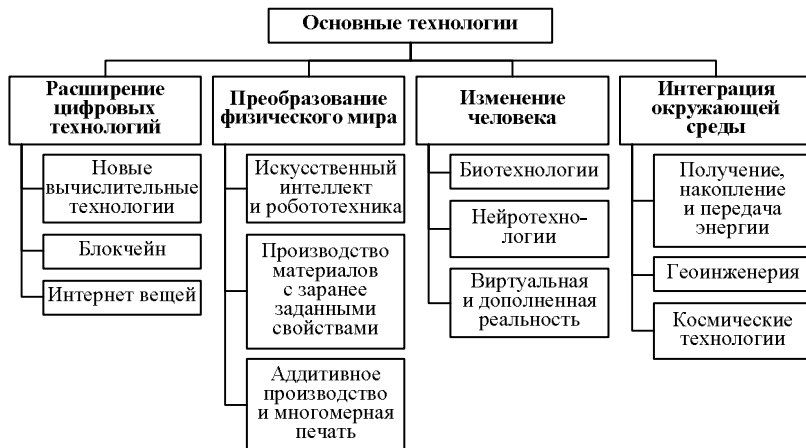 Основные технологии
Расширение
цифровых
технологий
Новые
вычислительные
технологии
Блокчейн
Интернет вещей
Преобразование
физического мира
Искусственный
интеллект
и робототехника
Производство
материалов
с заранее
заданными
свойствами
Аддитивное
производство
и многомерная
печать
Изменение
человека
Биотехнологии
Нейротехно-
логии
Виртуальная
и дополненная
реальность
Интеграция
окружающей
среды
Получение,
накопление
и передача
энергии
Геоинженерия
Космические
технологии